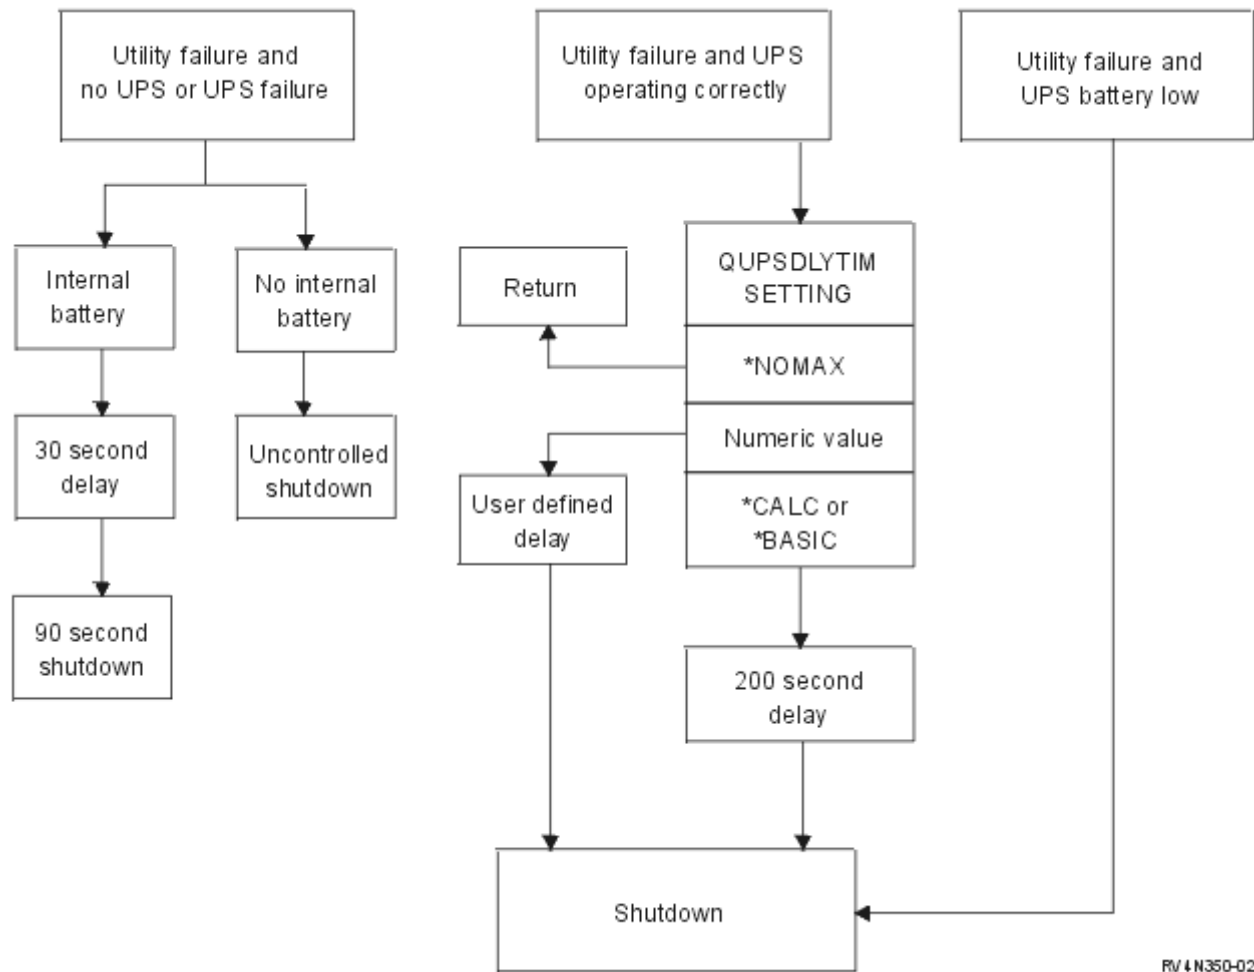 Utility failure and
no UPS or UPS failure
Utility failure and UPS
operating correctly
Utility failure and
UPS battery low
Internal
battery
No internal
battery
Return
QUPSDLYTIM
SETTING
*NOMAX
Numeric value
*CALC or
*BASIC
30 second
delay
Uncontrolled
shutdown
User defined
delay
90 second
shutdown
200 second
delay
Shutdown
RV4N350-02